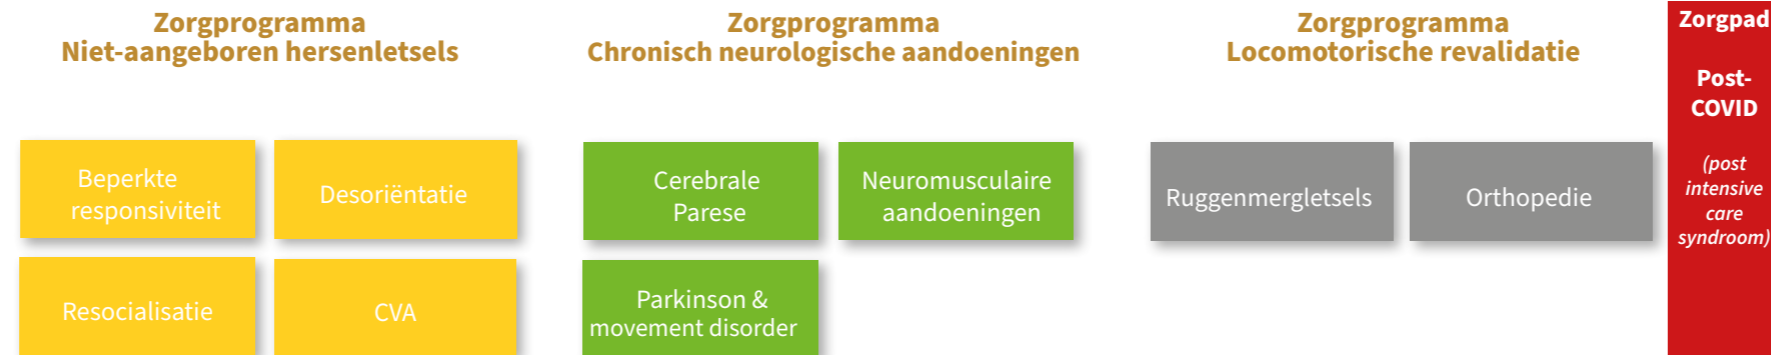 Zorgprogramma
Niet-aangeboren hersenletsels
Beperkte
responsiviteit
Desoriëntatie
Resocialisatie
CVA
Zorgprogramma
Chronisch neurologische aandoeningen
Cerebrale
Parese
Neuromusculaire
aandoeningen
Parkinson &
movement disorder
Zorgprogramma
Locomotorische revalidatie
Ruggenmergletsels
Orthopedie
Zorgpad
Post-
COVID
(post
intensive
care
syndroom)